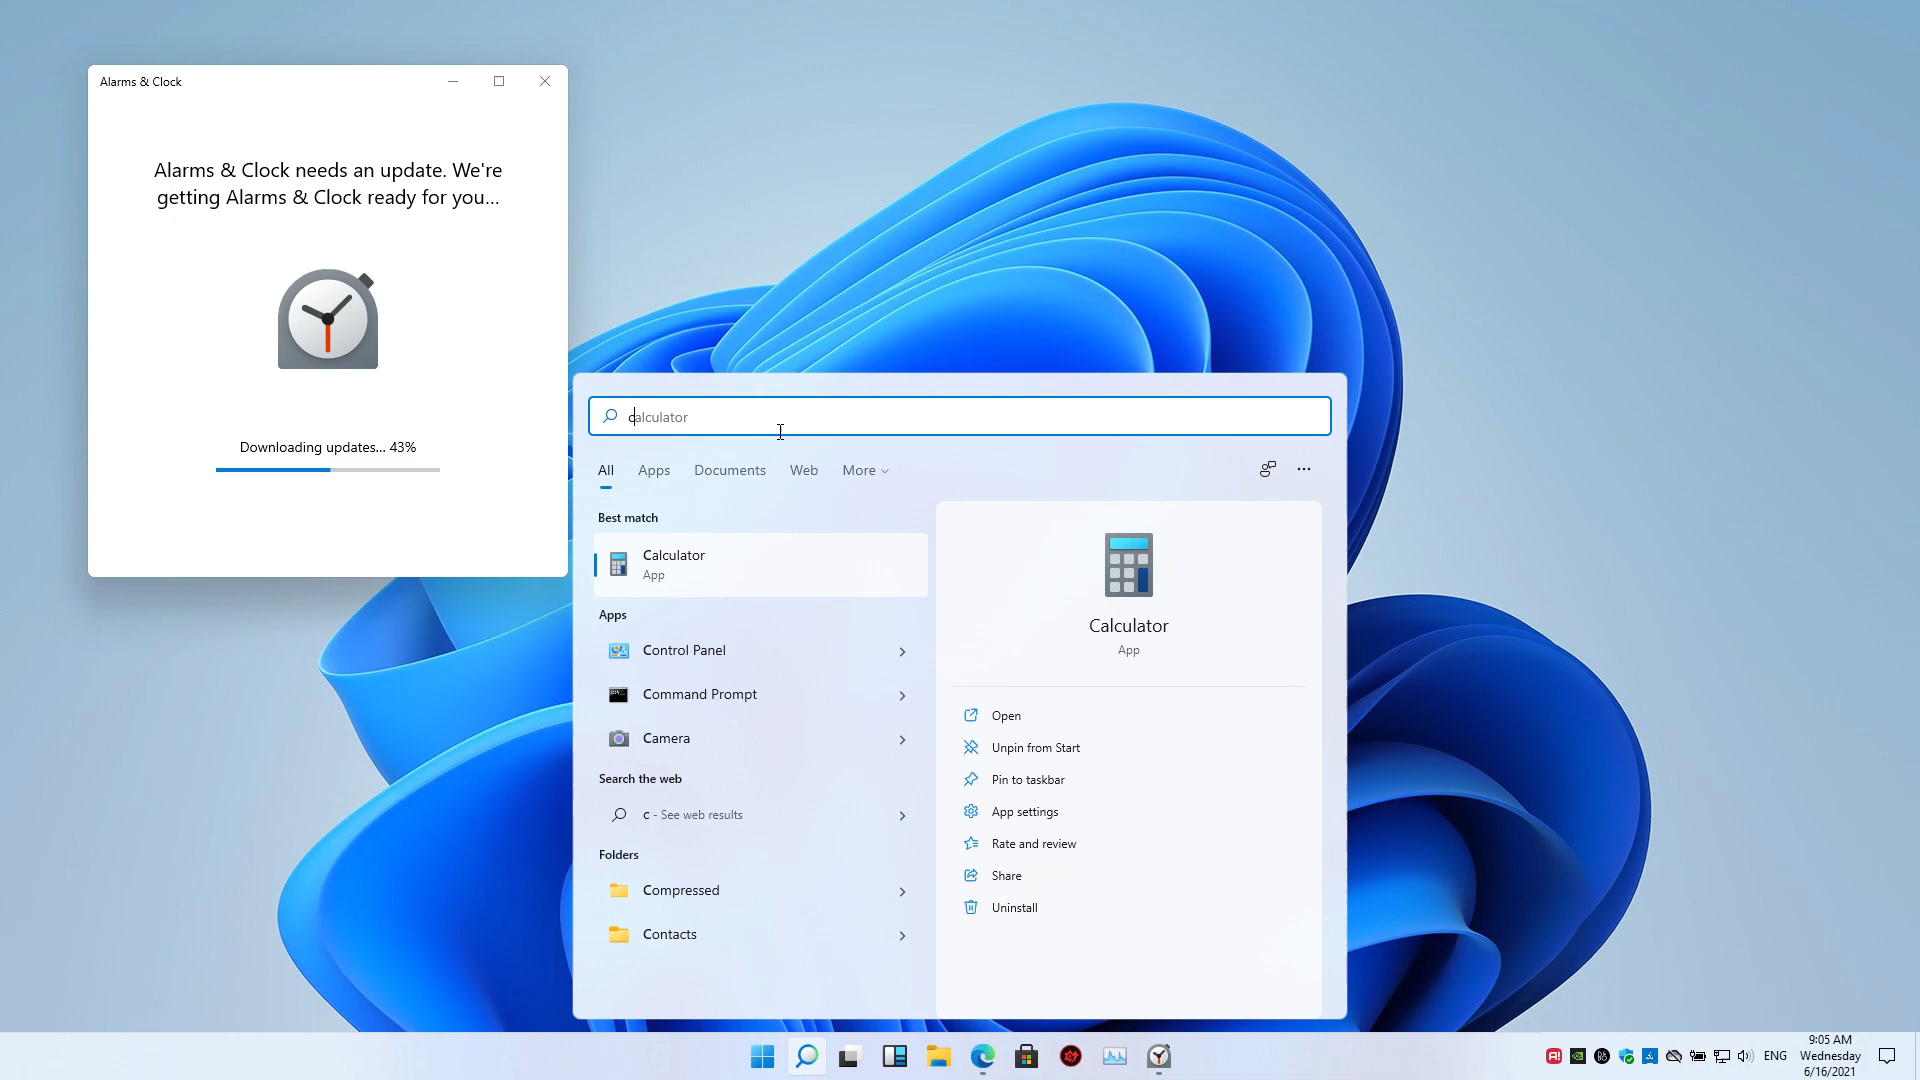 Alarms & Clock
Alarms & Clock needs an update. We're
getting Alarms & Clock ready for you...
Downloading updates... 43%
calculator
All
Apps
Documents
Web
More
Best match
Calculator
App
Apps
Control Panel
Command Prompt
Camera
Search the web
c - See web results
Folders
Compressed
Contacts
Calculator
App
Open
Unpin from Start
Pin to taskbar
App settings
Rate and review
Share
Uninstall
ENG
9:05 AM
Wednesday
6/16/2021